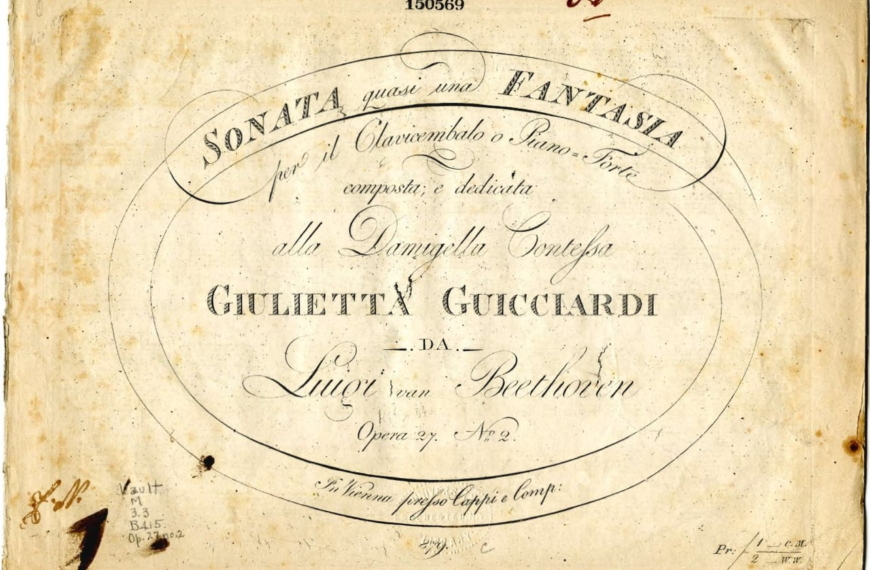 150569
SONATA quasi una FANTASIA
per il Clavicembalo o Piano=Forte
composta; e dedicata
alla Damigella Contessa
GIULIETTA GUICCIARDI
DA
Luigi van Beethoven
Opera 27. No. 2.
In Vienna presso Cappi e Comp:
Vault
M
3.3
B415
Op. 27 no.2
Pr: